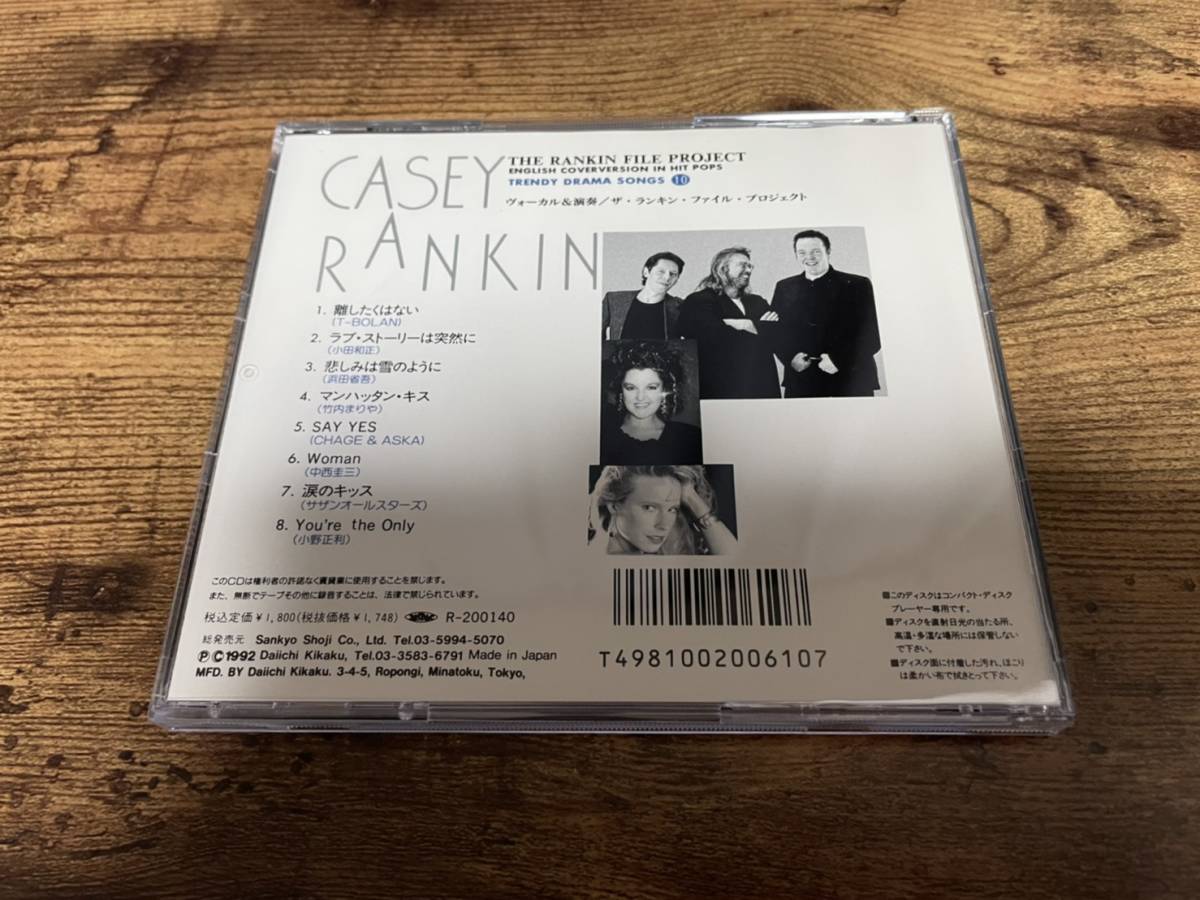 CASEY RANKIN
THE RANKIN FILE PROJECT
ENGLISH COVERVERSION IN HIT POPS
TRENDY DRAMA SONGS 10
ヴォーカル&演奏/ザ・ランキン・ファイル・プロジェクト
1. 離したくはない
(T-BOLAN)
2. ラブ・ストーリーは突然に
(小田和正)
3. 悲しみは雪のように
(浜田省吾)
4. マンハッタン・キス
(竹内まりや)
5. SAY YES
(CHAGE & ASKA)
6. Woman
(中西圭三)
7. 涙のキッス
(サザンオールスターズ)
8. You're the Only
(小野正利)
このCDは権利者の許諾なく賃貸業に使用することを禁じます。
また、無断でテープその他に録音することは、法律で禁じられています。
税込定価¥1,800(税抜価格¥1,748) R-200140
総発売元 Sankyo Shoji Co., Ltd. Tel.03-5994-5070
Ⓟ©1992 Daiichi Kikaku, Tel.03-3583-6791 Made in Japan
MFD. BY Daiichi Kikaku. 3-4-5, Ropongi, Minatoku, Tokyo,
T4981002006107
■このディスクはコンパクト・ディスク
プレーヤー専用です。
■ディスクを直射日光の当たる所、
高温・多湿な場所には保管しない
で下さい。
■ディスク面に付着した汚れ、ほこり
は柔かい布で拭きとって下さい。